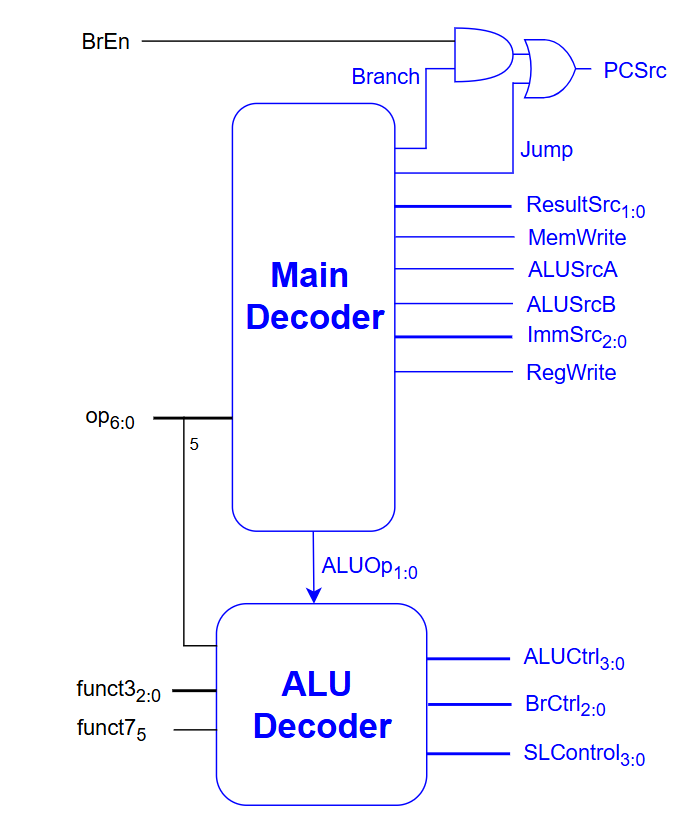 BrEn
Branch
PCSrc
Jump
ResultSrc1:0
MemWrite
ALUSrcA
ALUSrcB
ImmSrc2:0
RegWrite
Main
Decoder
op6:0
5
ALUOp1:0
ALU
Decoder
funct32:0
funct75
ALUCtrl3:0
BrCtrl2:0
SLControl3:0